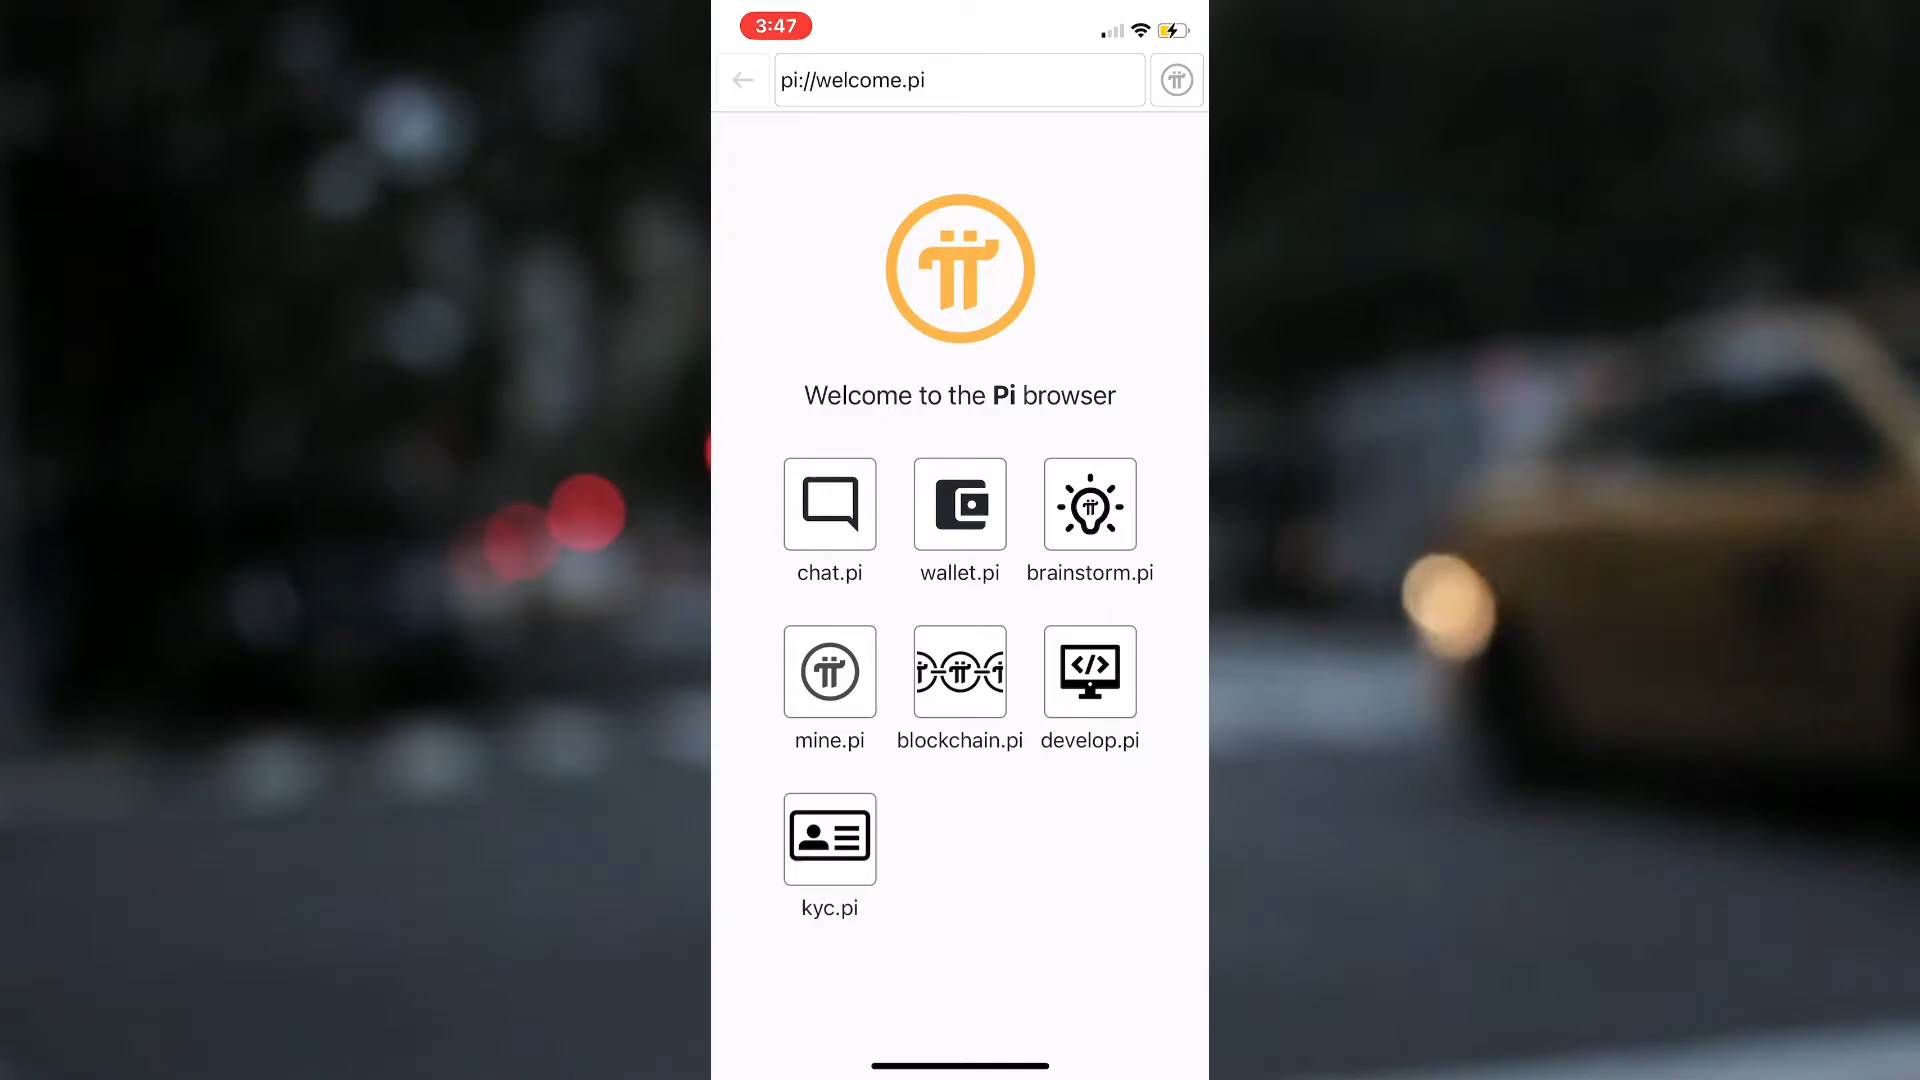 3:47
pi://welcome.pi
Welcome to the Pi browser
chat.pi
wallet.pi
brainstorm.pi
mine.pi
blockchain.pi
develop.pi
kyc.pi